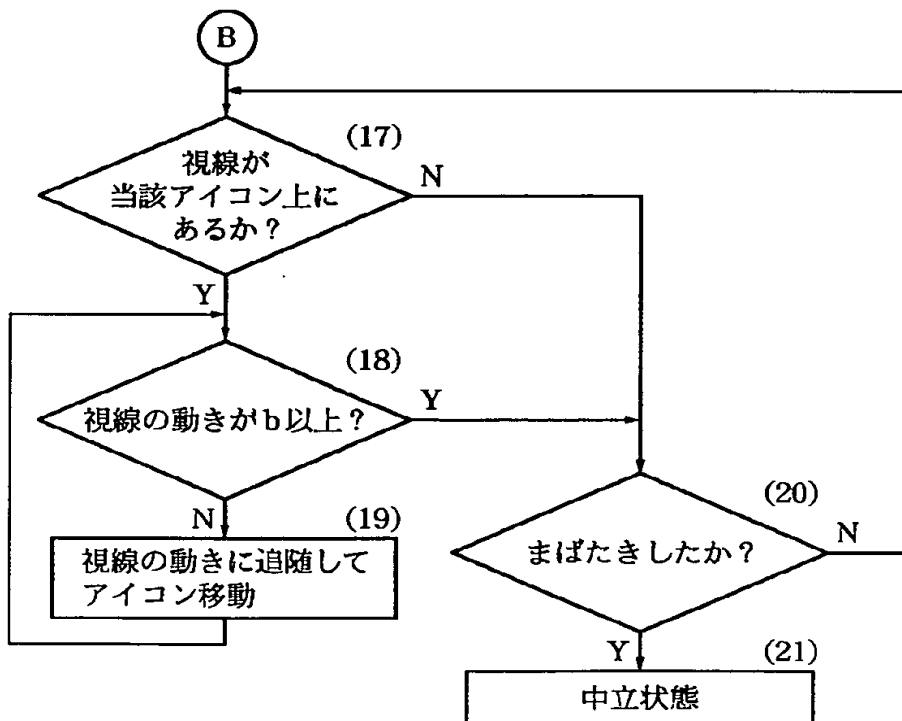 B
(17)
視線が
当該アイコン上に
あるか？
N
Y
(18)
視線の動きがb以上？
Y
N
(19)
視線の動きに追随して
アイコン移動
(20)
まばたきしたか？
N
Y
(21)
中立状態